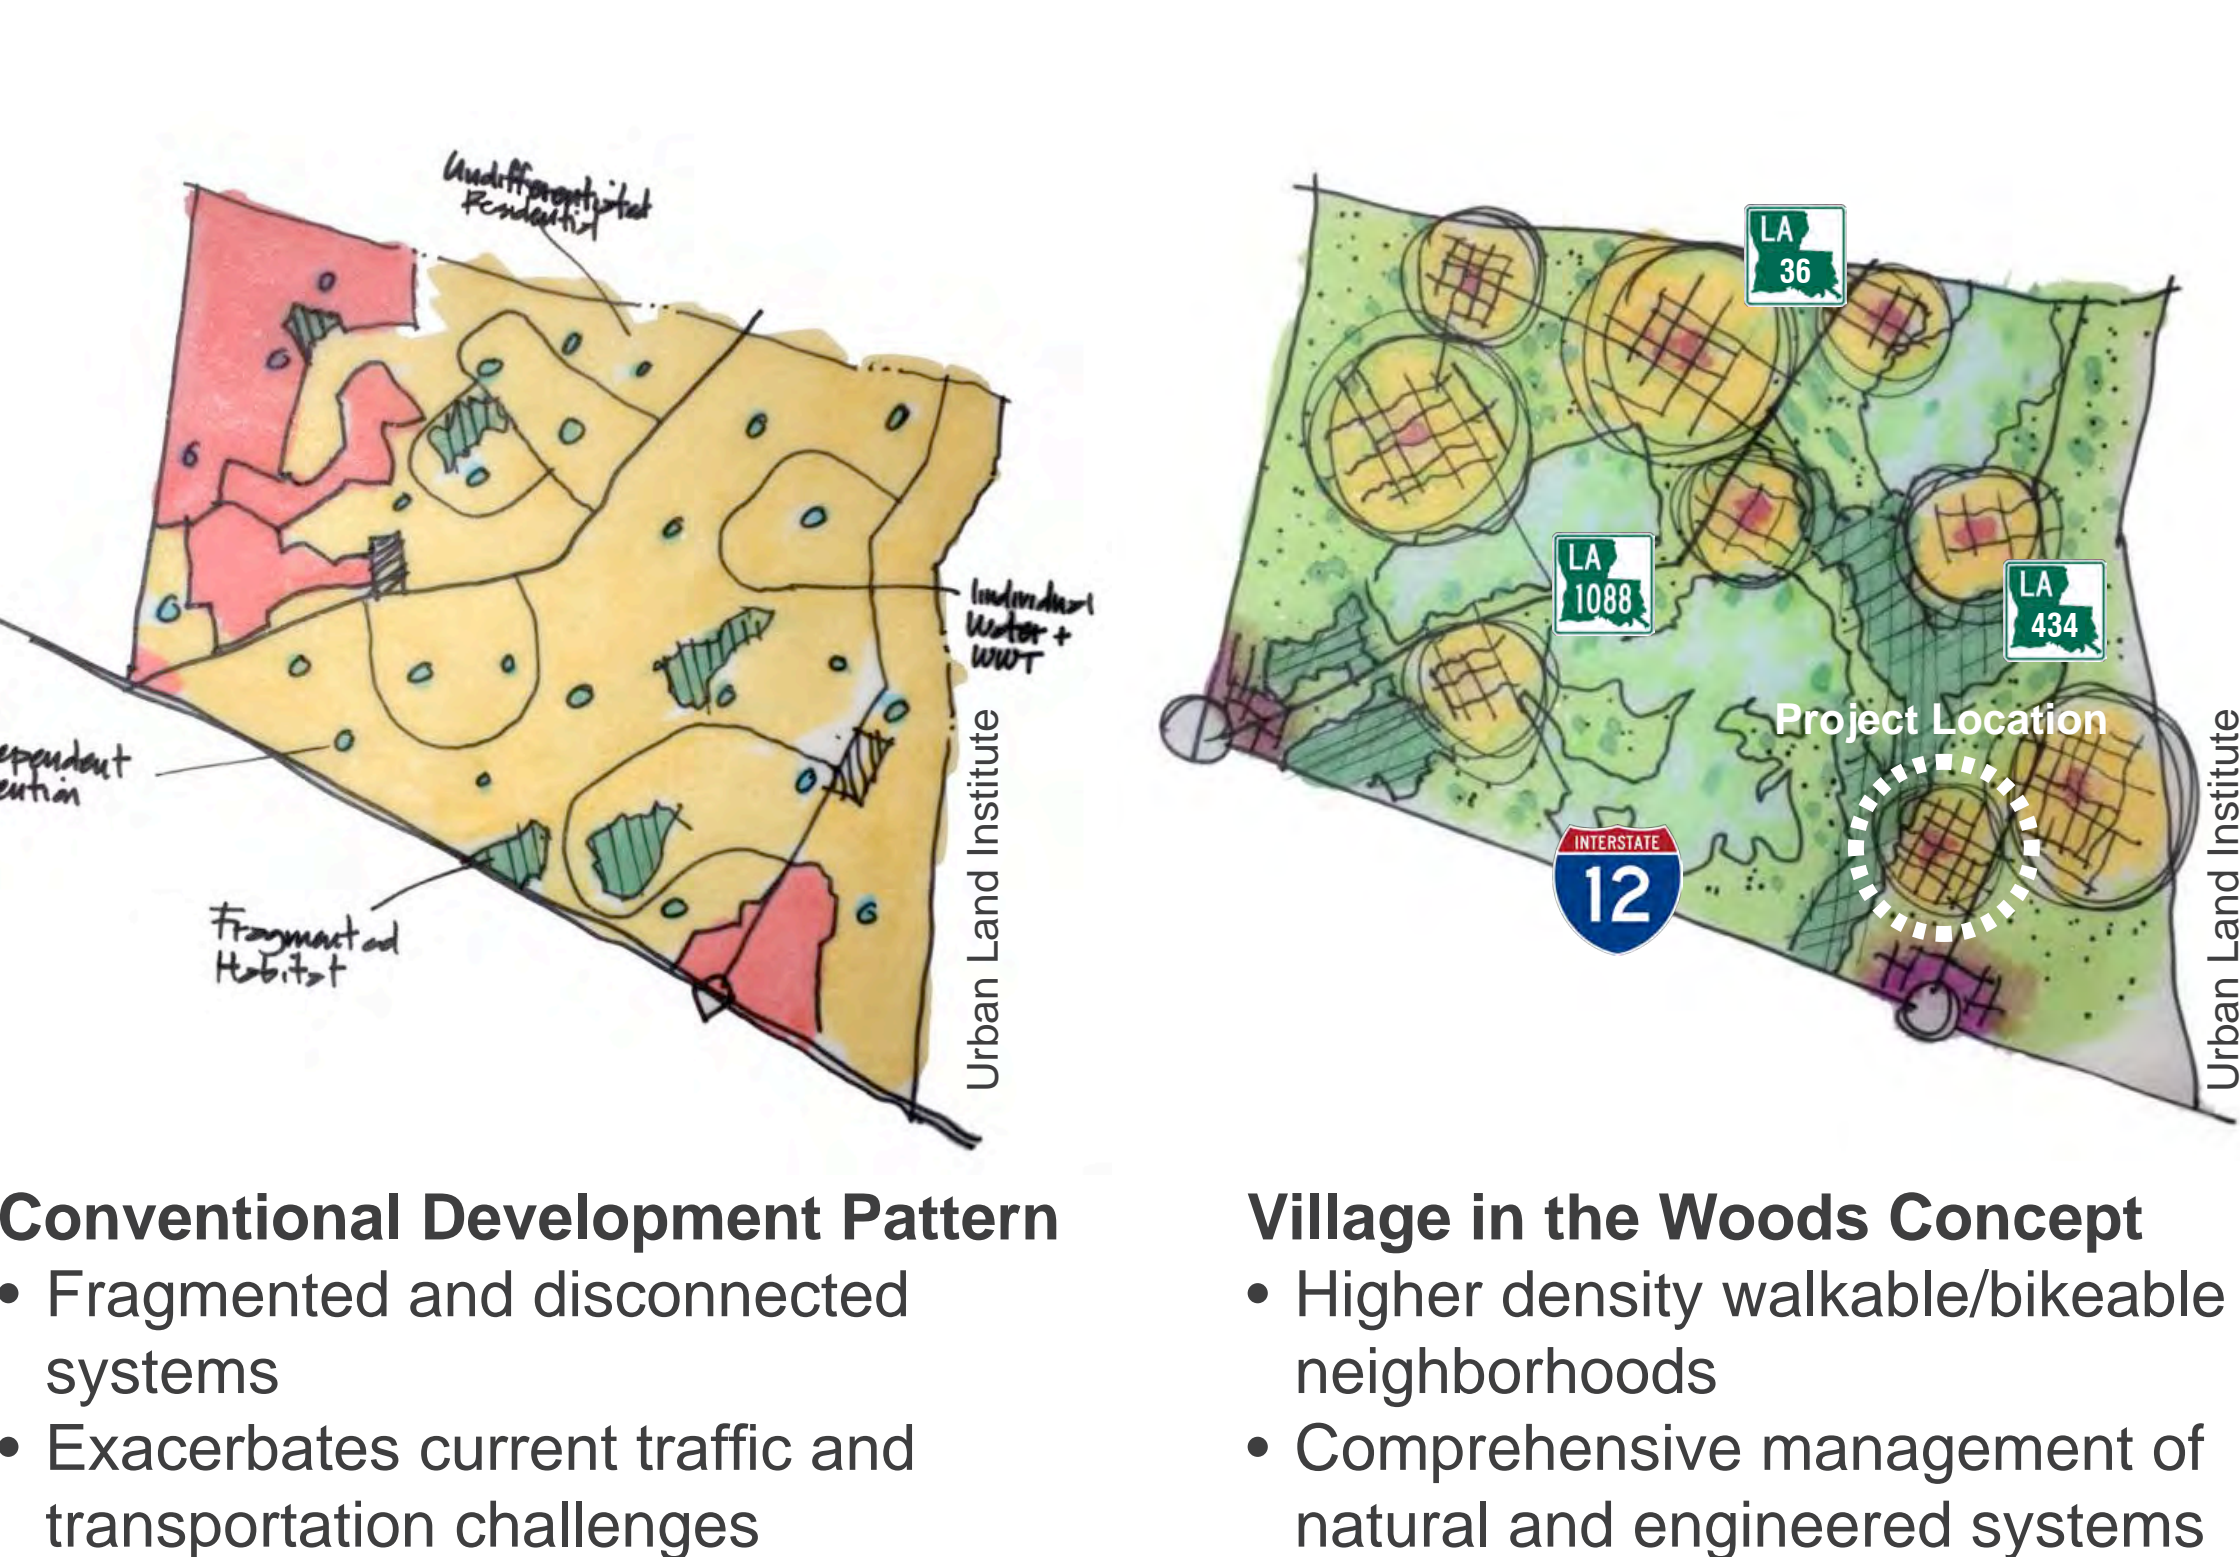 Undifferentiated
Residential
Individual
Water +
WWT
ependent
ention
Fragmented
Habitat
Urban Land Institute
LA
36
LA
1088
LA
434
Project Location
INTERSTATE
12
Urban Land Institute
Conventional Development Pattern
• Fragmented and disconnected
systems
• Exacerbates current traffic and
transportation challenges
Village in the Woods Concept
• Higher density walkable/bikeable
neighborhoods
• Comprehensive management of
natural and engineered systems